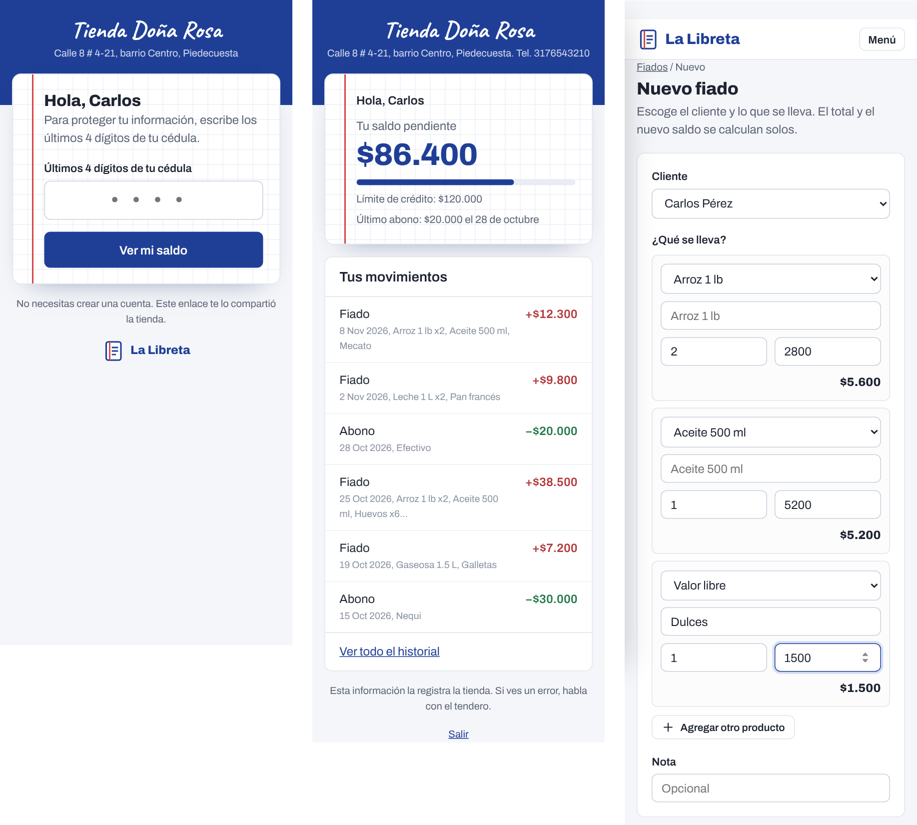 Tienda Doña Rosa
Calle 8 # 4-21, barrio Centro, Piedecuesta
Hola, Carlos
Para proteger tu información, escribe los
últimos 4 dígitos de tu cédula.
Últimos 4 dígitos de tu cédula
Ver mi saldo
No necesitas crear una cuenta. Este enlace te lo compartió
la tienda.
La Libreta
Tienda Doña Rosa
Calle 8 # 4-21, barrio Centro, Piedecuesta. Tel. 3176543210
Hola, Carlos
Tu saldo pendiente
$86.400
Límite de crédito: $120.000
Último abono: $20.000 el 28 de octubre
Tus movimientos
Fiado +$12.300
8 Nov 2026, Arroz 1 lb x2, Aceite 500 ml,
Mecato
Fiado +$9.800
2 Nov 2026, Leche 1 L x2, Pan francés
Abono −$20.000
28 Oct 2026, Efectivo
Fiado +$38.500
25 Oct 2026, Arroz 1 lb x2, Aceite 500
ml, Huevos x6...
Fiado +$7.200
19 Oct 2026, Gaseosa 1.5 L, Galletas
Abono −$30.000
15 Oct 2026, Nequi
Ver todo el historial
Esta información la registra la tienda. Si ves un error, habla
con el tendero.
Salir
La Libreta Menú
Fiados / Nuevo
Nuevo fiado
Escoge el cliente y lo que se lleva. El total y el
nuevo saldo se calculan solos.
Cliente
Carlos Pérez
¿Qué se lleva?
Arroz 1 lb
Arroz 1 lb
2 2800
$5.600
Aceite 500 ml
Aceite 500 ml
1 5200
$5.200
Valor libre
Dulces
1 1500
$1.500
+ Agregar otro producto
Nota
Opcional